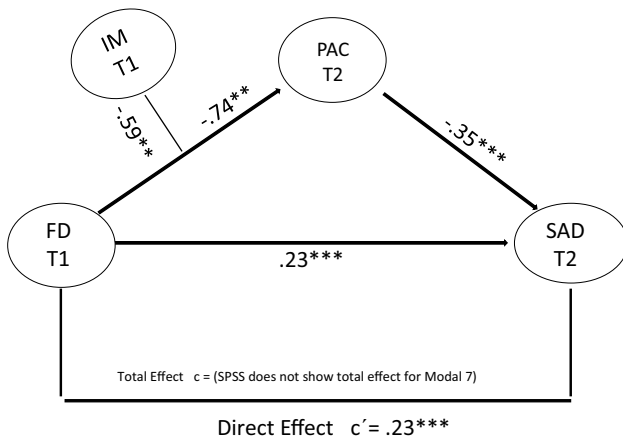 IM
T1
PAC
T2
-.59**
-.74**
-.35***
FD
T1
SAD
T2
.23***
Total Effect c = (SPSS does not show total effect for Modal 7)
Direct Effect c´= .23***